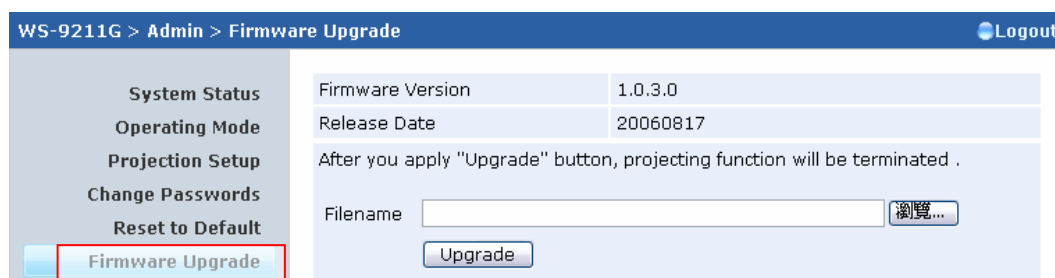 WS-9211G > Admin > Firmware Upgrade
Logout
System Status
Operating Mode
Projection Setup
Change Passwords
Reset to Default
Firmware Upgrade
Firmware Version 1.0.3.0
Release Date 20060817
After you apply "Upgrade" button, projecting function will be terminated .
Filename 瀏覽...
Upgrade